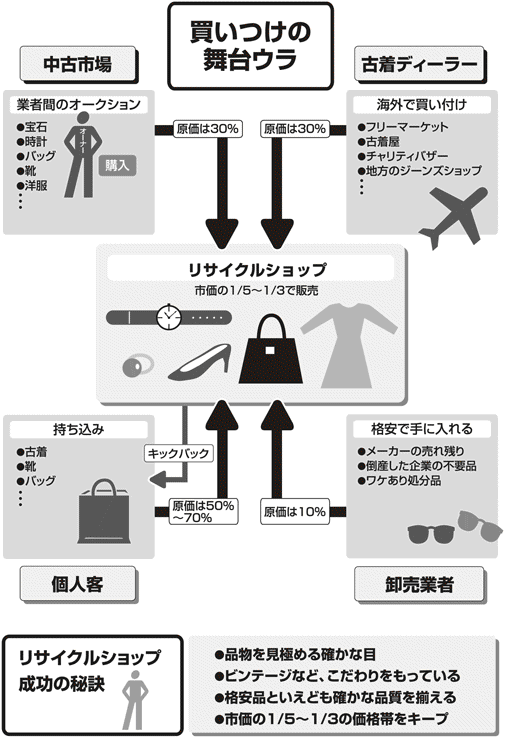 買いつけの
舞台ウラ
中古市場
業者間のオークション
●宝石
●時計
●バッグ
●靴
●洋服
オーナー
購入
原価は30%
古着ディーラー
海外で買い付け
●フリーマーケット
●古着屋
●チャリティバザー
●地方のジーンズショップ
原価は30%
リサイクルショップ
市価の1/5〜1/3で販売
持ち込み
●古着
●靴
●バッグ
キックバック
原価は50%
〜70%
個人客
格安で手に入れる
●メーカーの売れ残り
●倒産した企業の不要品
●ワケあり処分品
原価は10%
卸売業者
リサイクルショップ
成功の秘訣
●品物を見極める確かな目
●ビンテージなど、こだわりをもっている
●格安品といえども確かな品質を揃える
●市価の1/5〜1/3の価格帯をキープ